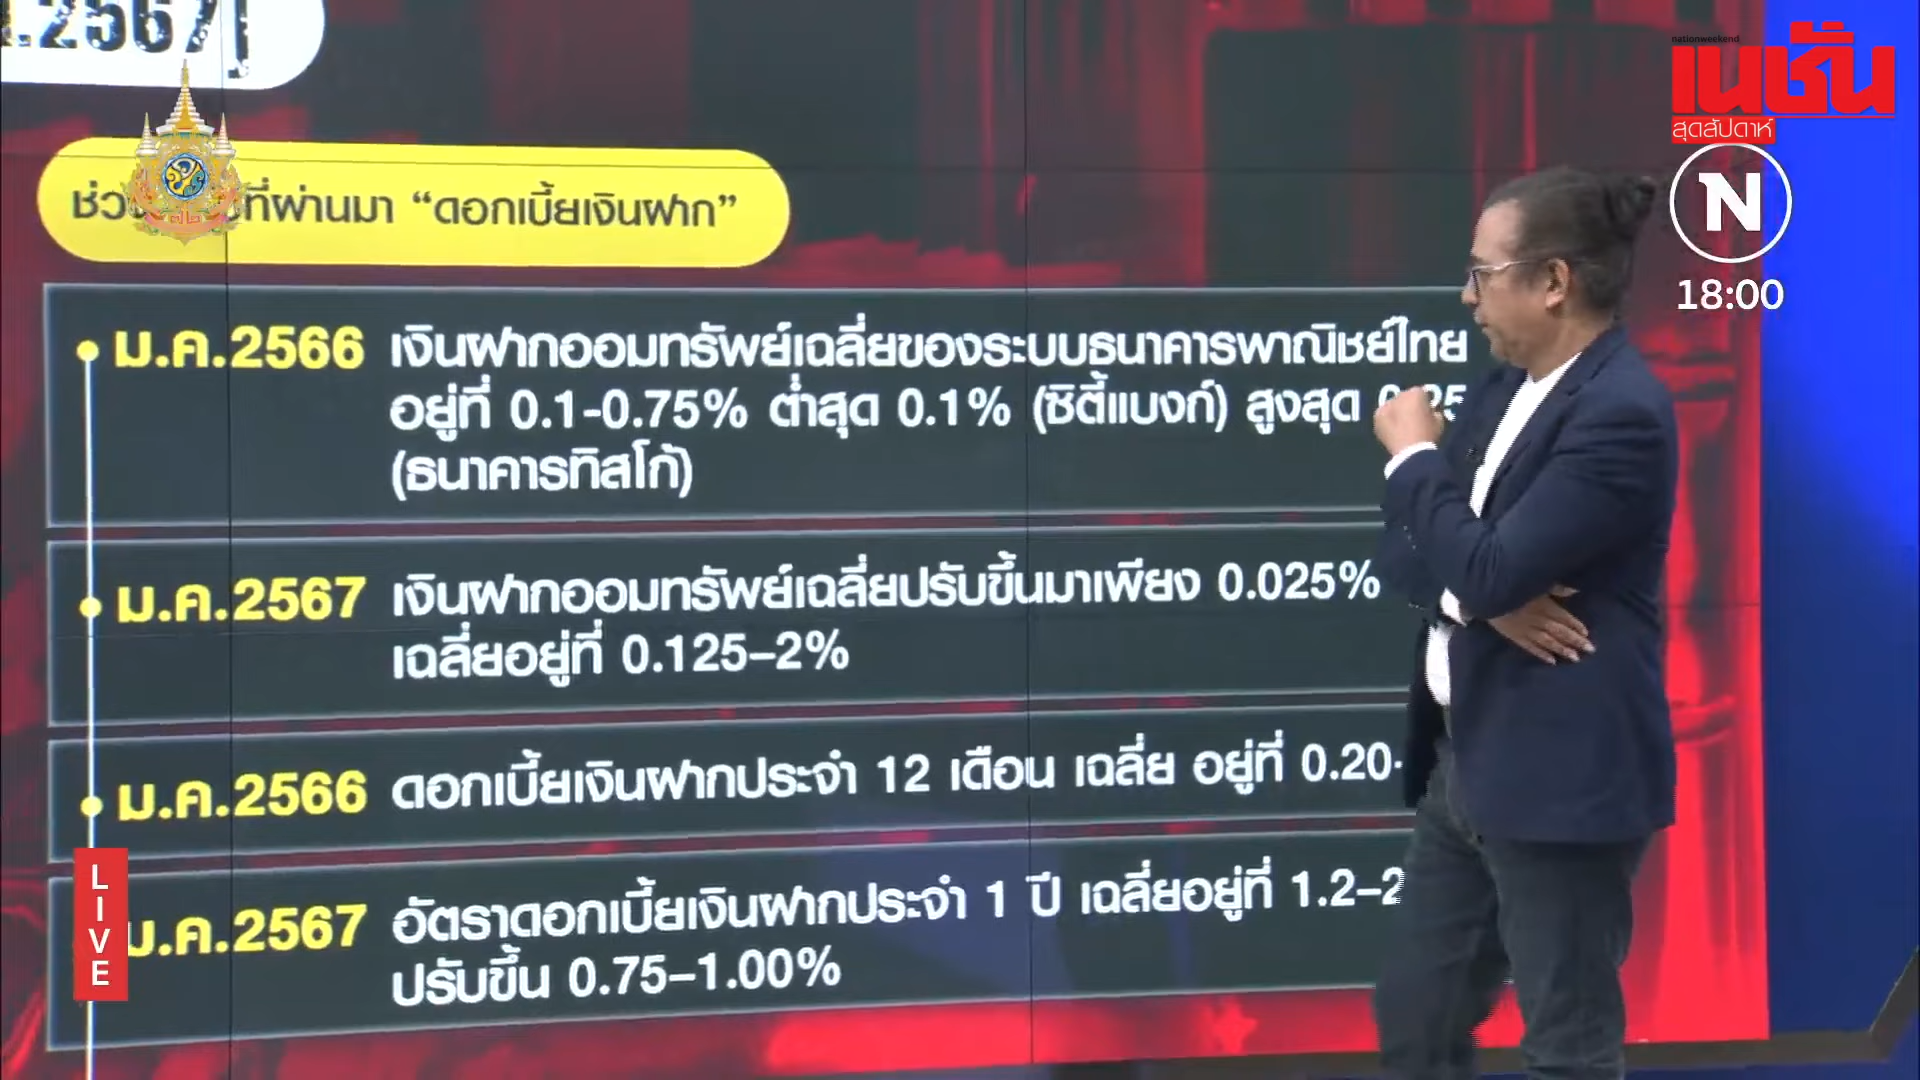 .2567]
ที่ผ่านมา “ดอกเบี้ยเงินฝาก”
ม.ค.2566 เงินฝากออมทรัพย์เฉลี่ยของระบบธนาคารพาณิชย์ไทย
อยู่ที่ 0.1-0.75% ต่ำสุด 0.1% (ซิตี้แบงก์) สูงสุด
(ธนาคารทิสโก้)
ม.ค.2567 เงินฝากออมทรัพย์เฉลี่ยปรับขึ้นมาเพียง 0.025%
เฉลี่ยอยู่ที่ 0.125–2%
ม.ค.2566 ดอกเบี้ยเงินฝากประจำ 12 เดือน เฉลี่ย อยู่ที่ 0.20-
ม.ค.2567 อัตราดอกเบี้ยเงินฝากประจำ 1 ปี เฉลี่ยอยู่ที่ 1.2–2
ปรับขึ้น 0.75–1.00%
LIVE
nationweekend
เนชั่น
สุดสัปดาห์
N
18:00